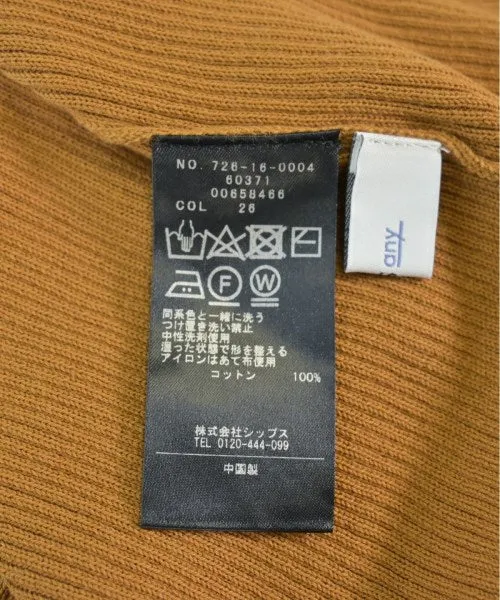 NO. 726-16-0004
60371
00658466
COL 26
F
W
同系色と一緒に洗う
つけ置き洗い禁止
中性洗剤使用
湿った状態で形を整える
アイロンはあて布使用
コットン 100%
株式会社シップス
TEL 0120-444-099
中国製
any